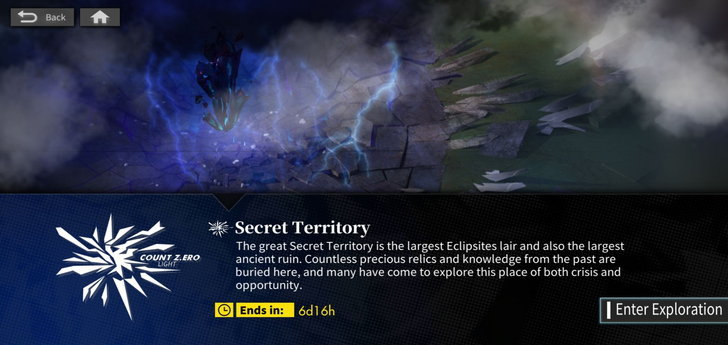 Back
Secret Territory
The great Secret Territory is the largest Eclipsites lair and also the largest
ancient ruin. Countless precious relics and knowledge from the past are
buried here, and many have come to explore this place of both crisis and
opportunity.
COUNT Z.ERO
LIGHT
Ends in: 6d16h
Enter Exploration